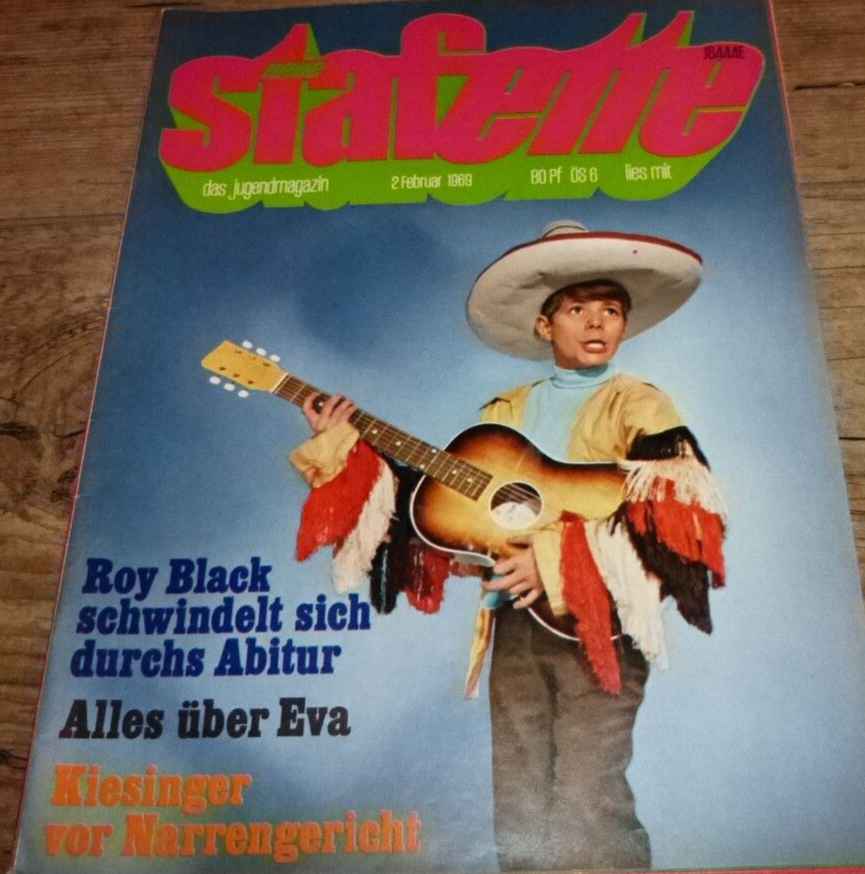 stafette
das jugendmagazin 2 Februar 1969 80 Pf ÖS 6 lies mit
Roy Black
schwindelt sich
durchs Abitur
Alles über Eva
Kiesinger
vor Narrengericht